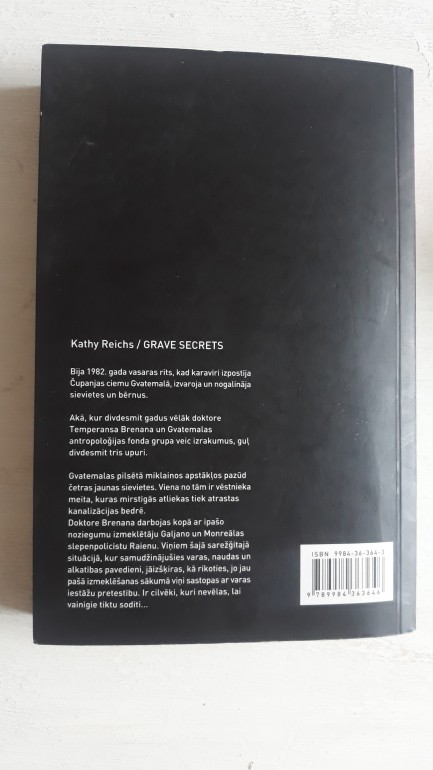 Kathy Reichs / GRAVE SECRETS
Bija 1982. gada vasaras rīts, kad karavīri izpostīja
Čupanjas ciemu Gvatemalā, izvaroja un nogalināja
sievietes un bērnus.
Akā, kur divdesmit gadus vēlāk doktore
Temperansa Brenana un Gvatemalas
antropoloģijas fonda grupa veic izrakumus, guļ
divdesmit trīs upuri.
Gvatemalas pilsētā miklainos apstākļos pazūd
četras jaunas sievietes. Viena no tām ir vēstnieka
meita, kuras mirstīgās atliekas tiek atrastas
kanalizācijas bedrē.
Doktore Brenana darbojas kopā ar īpašo
noziegumu izmeklētāju Galjano un Monreālas
slepenpolicistu Raienu. Viņiem šajā sarežģītajā
situācijā, kur samudžinājušies varas, naudas un
alkatības pavedieni, jāizšķiras, kā rīkoties, jo jau
pašā izmeklēšanas sākumā viņi sastopas ar varas
iestāžu pretestību. Ir cilvēki, kuri nevēlas, lai
vainīgie tiktu sodīti...
ISBN 9984-36-364-3
9 789984 363646